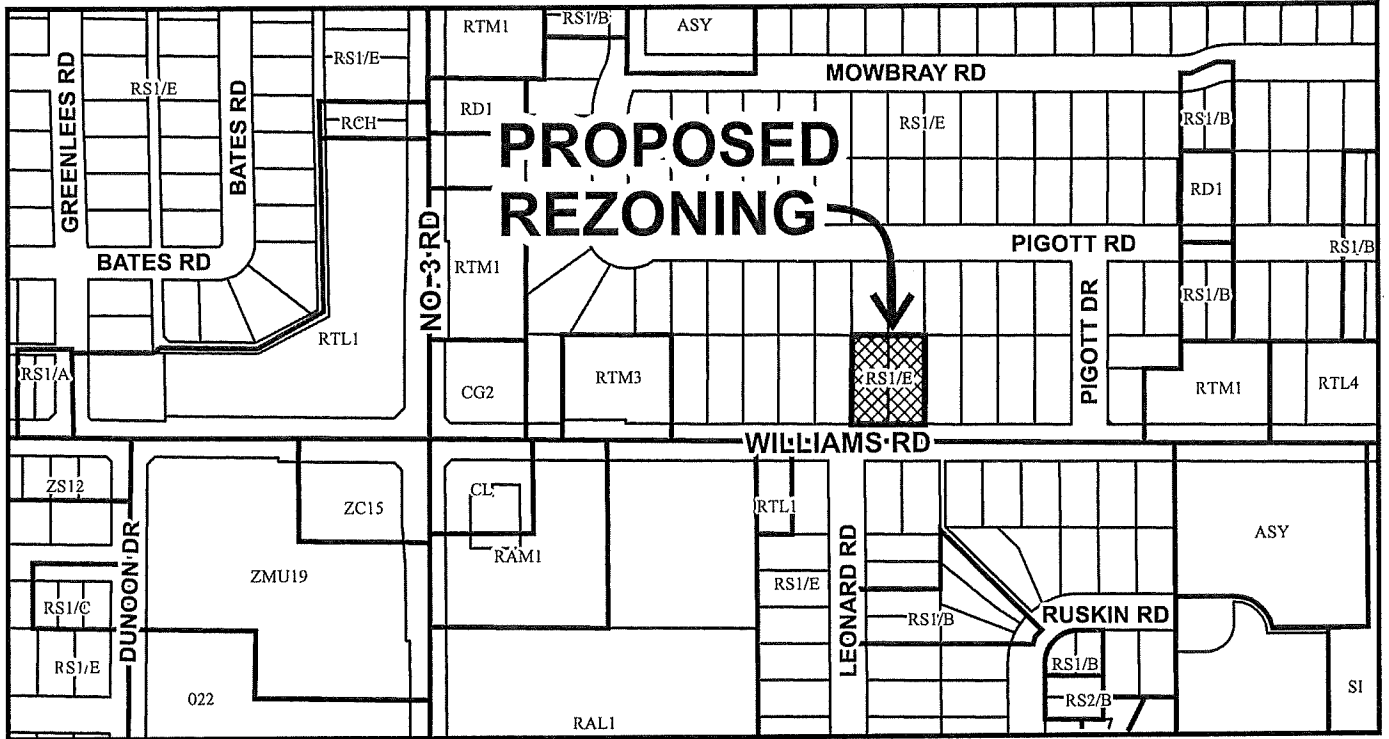 RTM1
RS1/B
ASY
RS1/E
RS1/E
MOWBRAY RD
GREENLEES RD
BATES RD
RCH
RD1
PROPOSED
REZONING
RS1/E
RS1/B
RD1
NO. 3 RD
BATES RD
RTM1
PIGOTT RD
RS1/B
RS1/B
PIGOTT DR
RTL1
RS1/A
CG2
RTM3
RS1/E
RTM1
RTL4
WILLIAMS RD
ZS12
ZC15
CL
RTL1
ASY
DUNOON DR
ZMU19
RAM1
LEONARD RD
RS1/E
RS1/C
RS1/B
RUSKIN RD
RS1/E
RS1/B
022
RS2/B
SI
RAL1